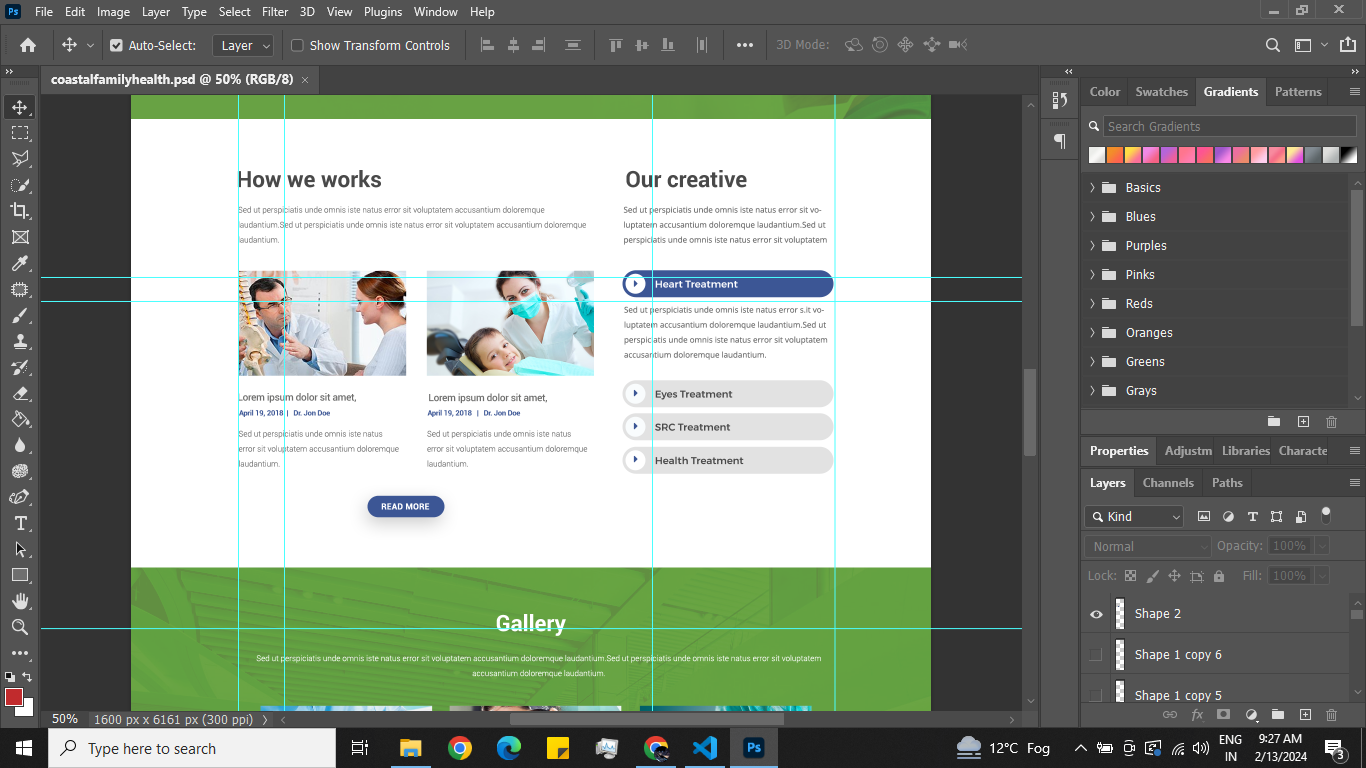 Ps File Edit Image Layer Type Select Filter 3D View Plugins Window Help
Auto-Select: Layer Show Transform Controls 3D Mode:
coastalfamilyhealth.psd @ 50% (RGB/8) ×
How we works
Sed ut perspiciatis unde omnis iste natus error sit voluptatem accusantium doloremque
laudantium.Sed ut perspiciatis unde omnis iste natus error sit voluptatem accusantium doloremque
laudantium.
Lorem ipsum dolor sit amet,
April 19, 2018 | Dr. Jon Doe
Sed ut perspiciatis unde omnis iste natus
error sit voluptatem accusantium doloremque
laudantium.
Lorem ipsum dolor sit amet,
April 19, 2018 | Dr. Jon Doe
Sed ut perspiciatis unde omnis iste natus
error sit voluptatem accusantium doloremque
laudantium.
READ MORE
Our creative
Sed ut perspiciatis unde omnis iste natus error sit vo-
luptatem accusantium doloremque laudantium.Sed ut
perspiciatis unde omnis iste natus error sit voluptatem
Heart Treatment
Sed ut perspiciatis unde omnis iste natus error s.it vo-
luptatem accusantium doloremque laudantium.Sed ut
perspiciatis unde omnis iste natus error sit voluptatem
accusantium doloremque laudantium.
Eyes Treatment
SRC Treatment
Health Treatment
Gallery
Sed ut perspiciatis unde omnis iste natus error sit voluptatem accusantium doloremque laudantium.Sed ut perspiciatis unde omnis iste natus error sit voluptatem
accusantium doloremque laudantium.
50% 1600 px x 6161 px (300 ppi)
Color Swatches Gradients Patterns
Search Gradients
Basics
Blues
Purples
Pinks
Reds
Oranges
Greens
Grays
Properties Adjustm Libraries Characte
Layers Channels Paths
Kind
Normal Opacity: 100%
Lock: Fill: 100%
Shape 2
Shape 1 copy 6
Shape 1 copy 5
fx
Type here to search
Ps
12°C Fog
ENG
IN
9:27 AM
2/13/2024
3